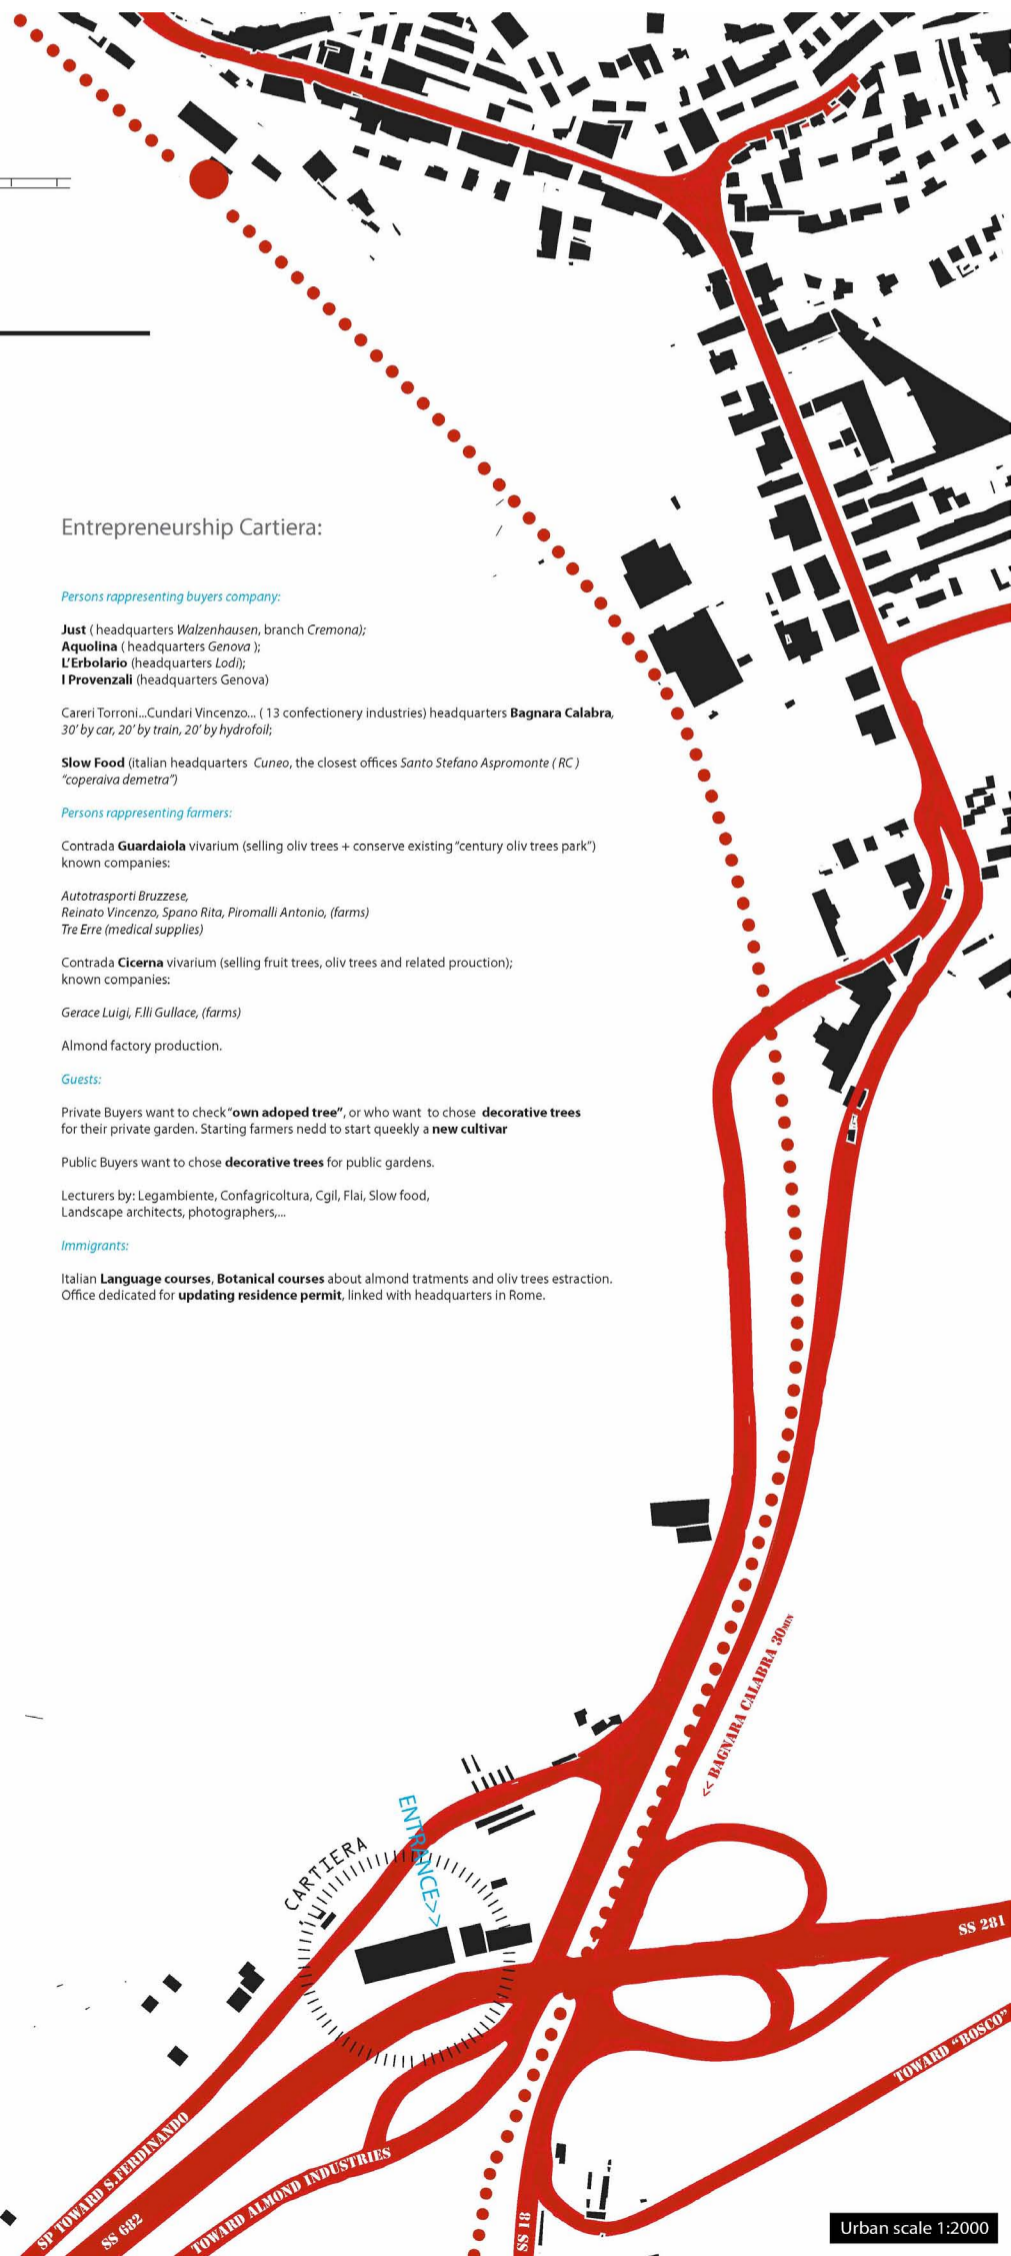 Entrepreneurship Cartiera:
Persons rappresenting buyers company:
Just ( headquarters Walzenhausen, branch Cremona);
Aquolina ( headquarters Genova );
L'Erbolario (headquarters Lodi);
I Provenzali (headquarters Genova)
Careri Torroni...Cundari Vincenzo... ( 13 confectionery industries) headquarters Bagnara Calabra,
30' by car, 20' by train, 20' by hydrofoil;
Slow Food (italian headquarters Cuneo, the closest offices Santo Stefano Aspromonte ( RC )
“coperaiva demetra”)
Persons rappresenting farmers:
Contrada Guardaiola vivarium (selling oliv trees + conserve existing “century oliv trees park”)
known companies:
Autotrasporti Bruzzese,
Reinato Vincenzo, Spano Rita, Piromalli Antonio, (farms)
Tre Erre (medical supplies)
Contrada Cicerna vivarium (selling fruit trees, oliv trees and related prouction);
known companies:
Gerace Luigi, F.lli Gullace, (farms)
Almond factory production.
Guests:
Private Buyers want to check “own adoped tree”, or who want to chose decorative trees
for their private garden. Starting farmers nedd to start queekly a new cultivar
Public Buyers want to chose decorative trees for public gardens.
Lecturers by: Legambiente, Confagricoltura, Cgil, Flai, Slow food,
Landscape architects, photographers,...
Immigrants:
Italian Language courses, Botanical courses about almond tratments and oliv trees estraction.
Office dedicated for updating residence permit, linked with headquarters in Rome.
<< BAGNARA CALABRA 30MIN
ENTRANCE>>
CARTIERA
SS 281
TOWARD “BOSCO”
SP TOWARD S.FERDINANDO
SS 682
TOWARD ALMOND INDUSTRIES
SS 18
Urban scale 1:2000